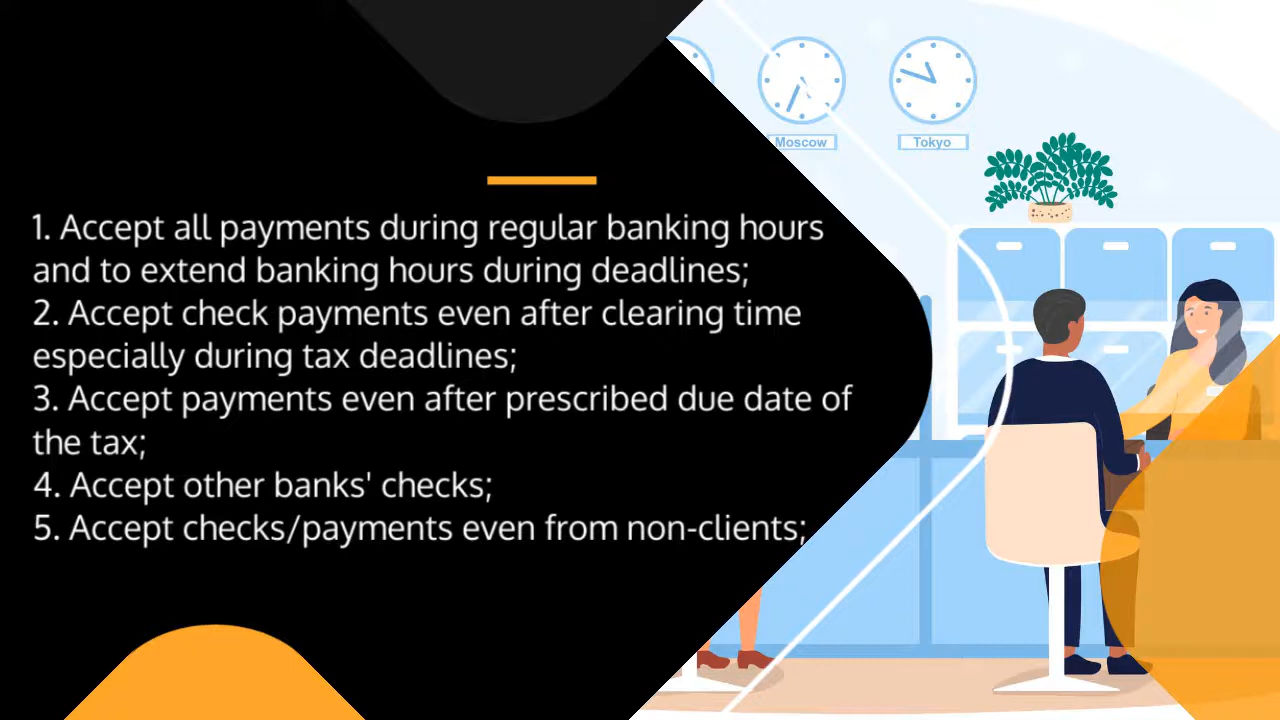 Moscow
Tokyo
1. Accept all payments during regular banking hours
and to extend banking hours during deadlines;
2. Accept check payments even after clearing time
especially during tax deadlines;
3. Accept payments even after prescribed due date of
the tax;
4. Accept other banks' checks;
5. Accept checks/payments even from non-clients;